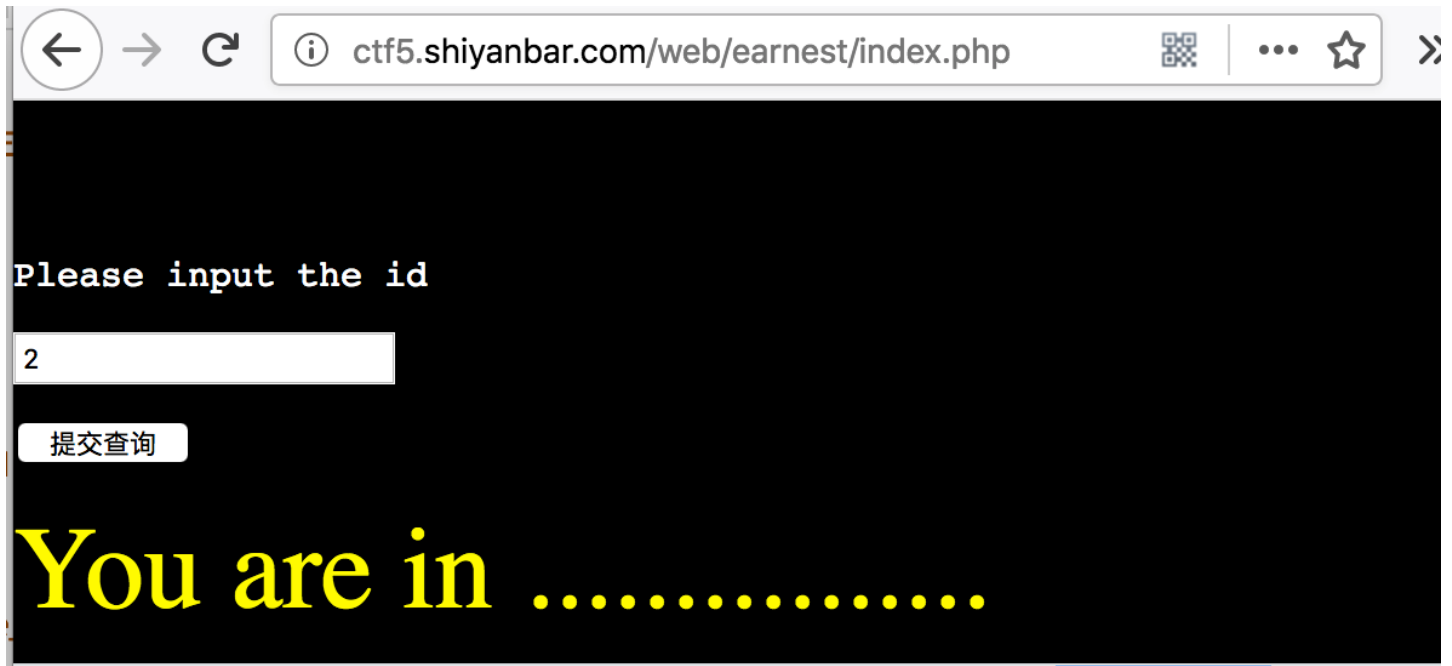 ctf5.shiyanbar.com/web/earnest/index.php
Please input the id
2
提交查询
You are in ................